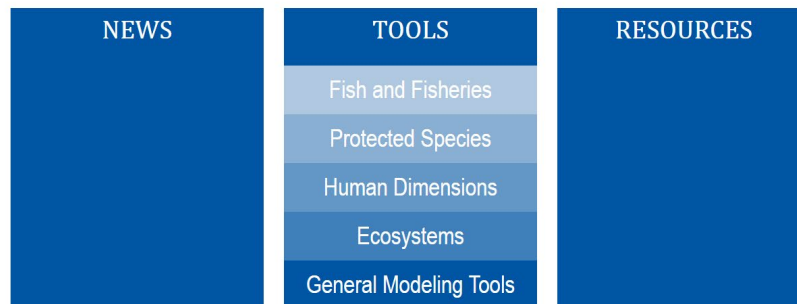 NEWS
TOOLS
Fish and Fisheries
Protected Species
Human Dimensions
Ecosystems
General Modeling Tools
RESOURCES